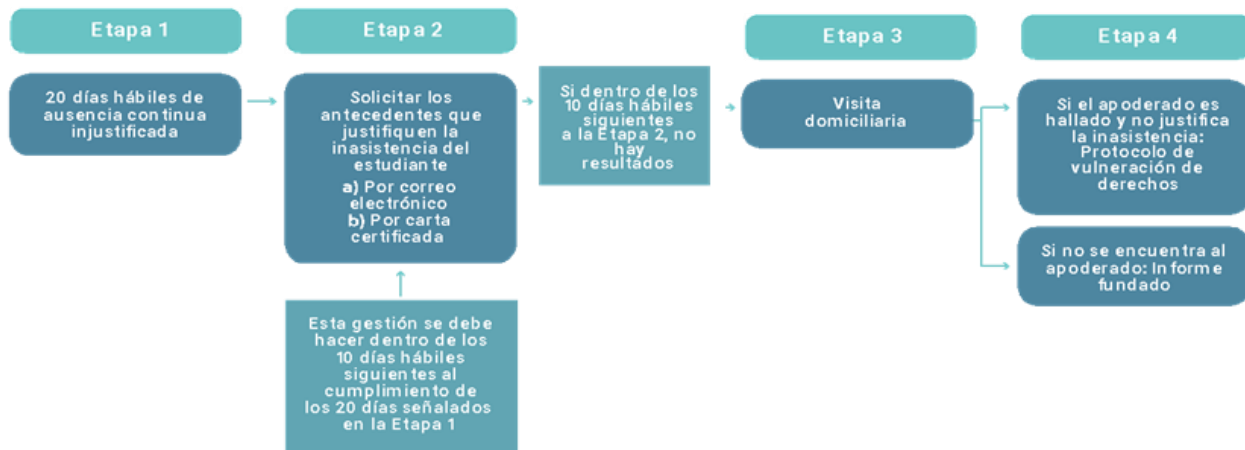 Etapa 1
20 días hábiles de
ausencia continua
injustificada
Etapa 2
Solicitar los
antecedentes que
justifiquen la
inasistencia del
estudiante
a) Por correo
electrónico
b) Por carta
certificada
Esta gestión se debe
hacer dentro de los
10 días hábiles
siguientes al
cumplimiento de
los 20 días señalados
en la Etapa 1
Si dentro de los
10 días hábiles
siguientes
a la Etapa 2, no
hay
resultados
Etapa 3
Visita
domiciliaria
Etapa 4
Si el apoderado es
hallado y no justifica
la inasistencia:
Protocolo de
vulneración de
derechos
Si no se encuentra al
apoderado: Informe
fundado